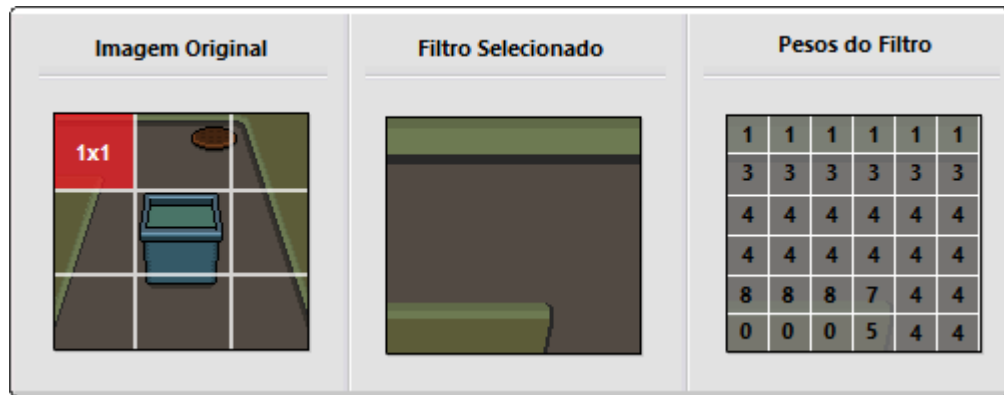 Imagem Original
Filtro Selecionado
Pesos do Filtro
1x1
1 1 1 1 1 1
3 3 3 3 3 3
4 4 4 4 4 4
4 4 4 4 4 4
8 8 8 7 4 4
0 0 0 5 4 4